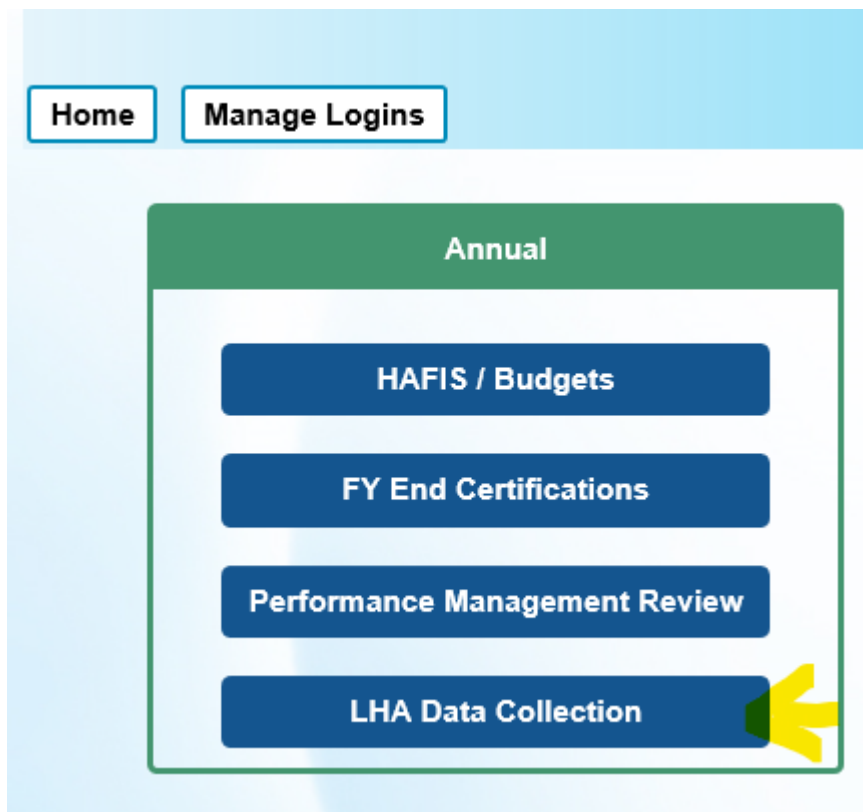 Home Manage Logins
Annual
HAFIS / Budgets
FY End Certifications
Performance Management Review
LHA Data Collection